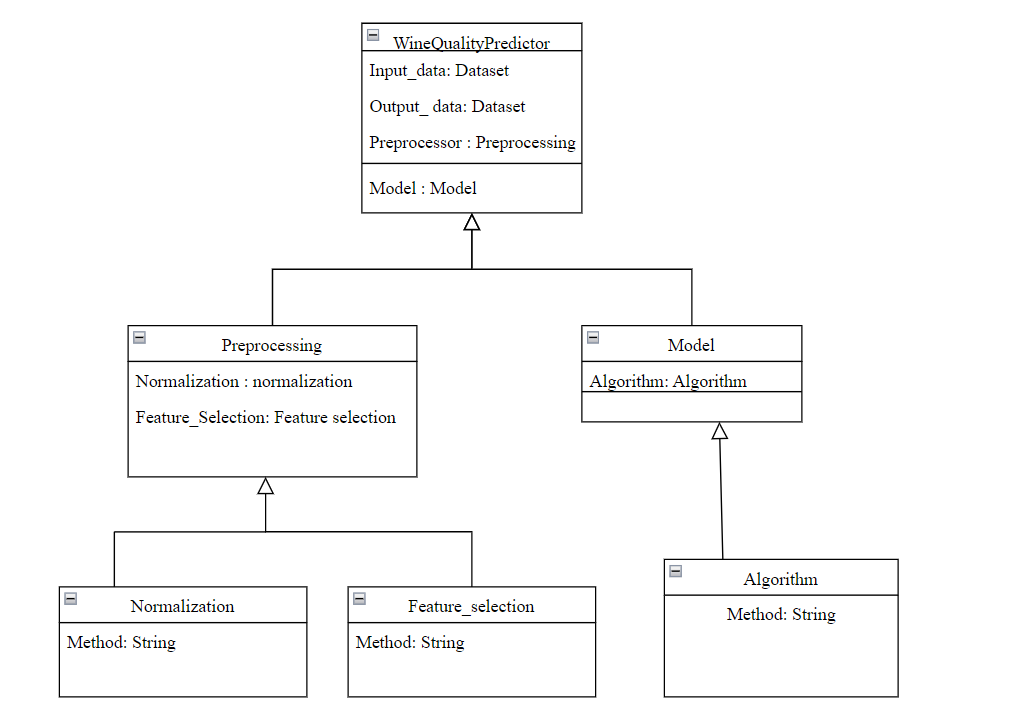 WineQualityPredictor
Input_data: Dataset
Output_ data: Dataset
Preprocessor : Preprocessing
Model : Model
Preprocessing
Normalization : normalization
Feature_Selection: Feature selection
Model
Algorithm: Algorithm
Normalization
Method: String
Feature_selection
Method: String
Algorithm
Method: String